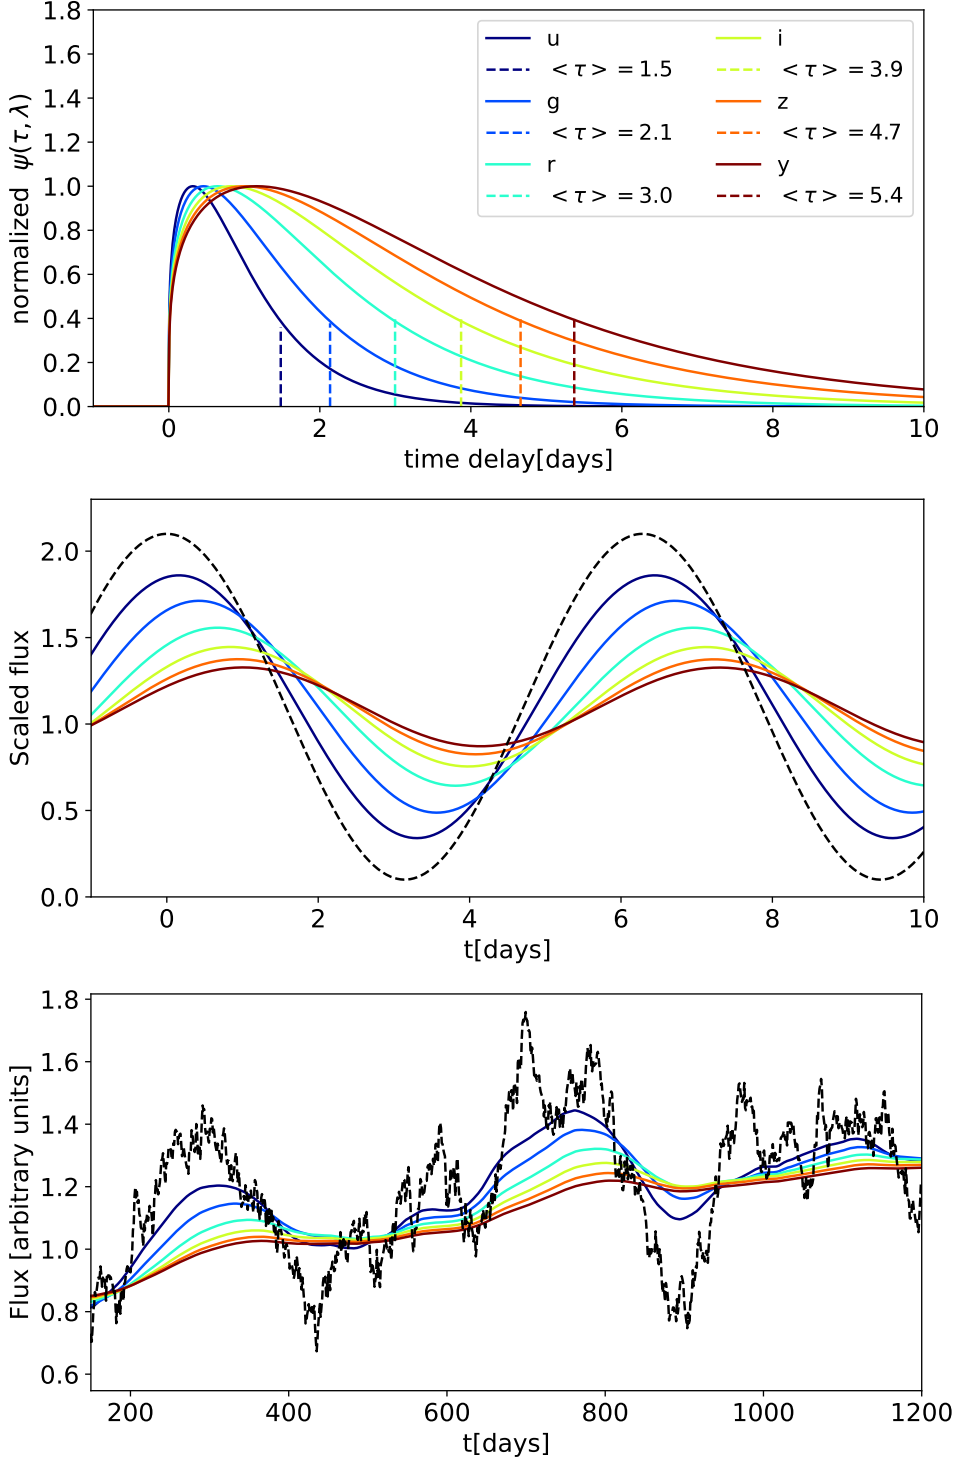 1.8
1.6
1.4
1.2
1.0
0.8
0.6
0.4
0.2
0.0
normalized ψ(τ, λ)
u
< τ > = 1.5
g
< τ > = 2.1
r
< τ > = 3.0
i
< τ > = 3.9
z
< τ > = 4.7
y
< τ > = 5.4
0 2 4 6 8 10
time delay[days]
2.0
1.5
1.0
0.5
0.0
Scaled flux
0 2 4 6 8 10
t[days]
1.8
1.6
1.4
1.2
1.0
0.8
0.6
Flux [arbitrary units]
200 400 600 800 1000 1200
t[days]